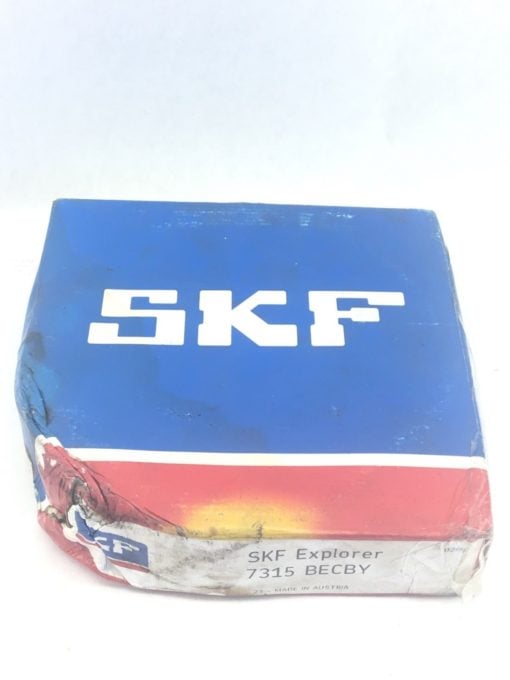 SKF
SKF
SKF Explorer
7315 BECBY
MADE IN AUSTRIA